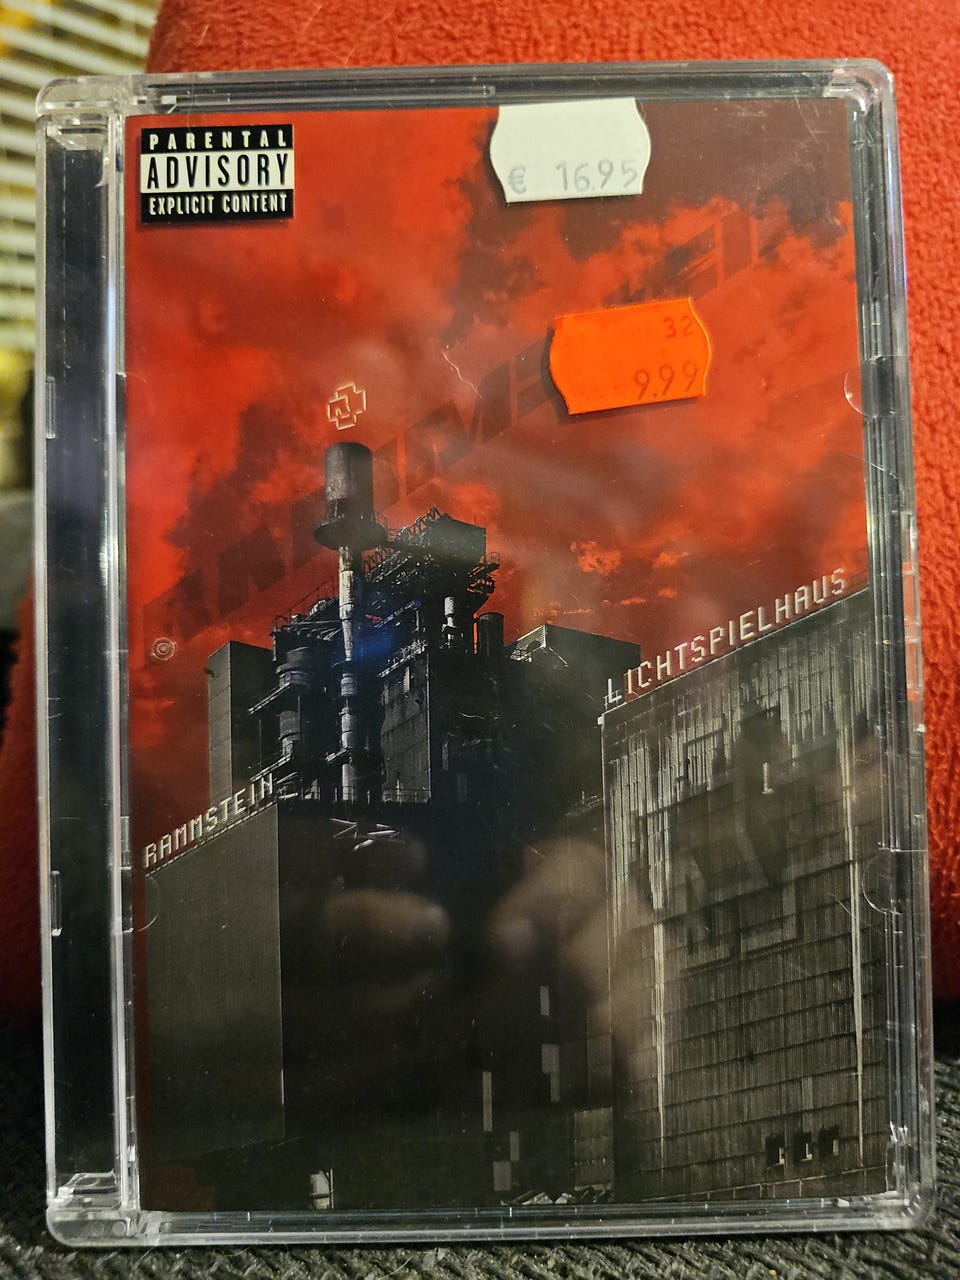 PARENTAL
ADVISORY
EXPLICIT CONTENT
€ 16.95
32
9.99
LICHTSPIELHAUS
RAMMSTEIN